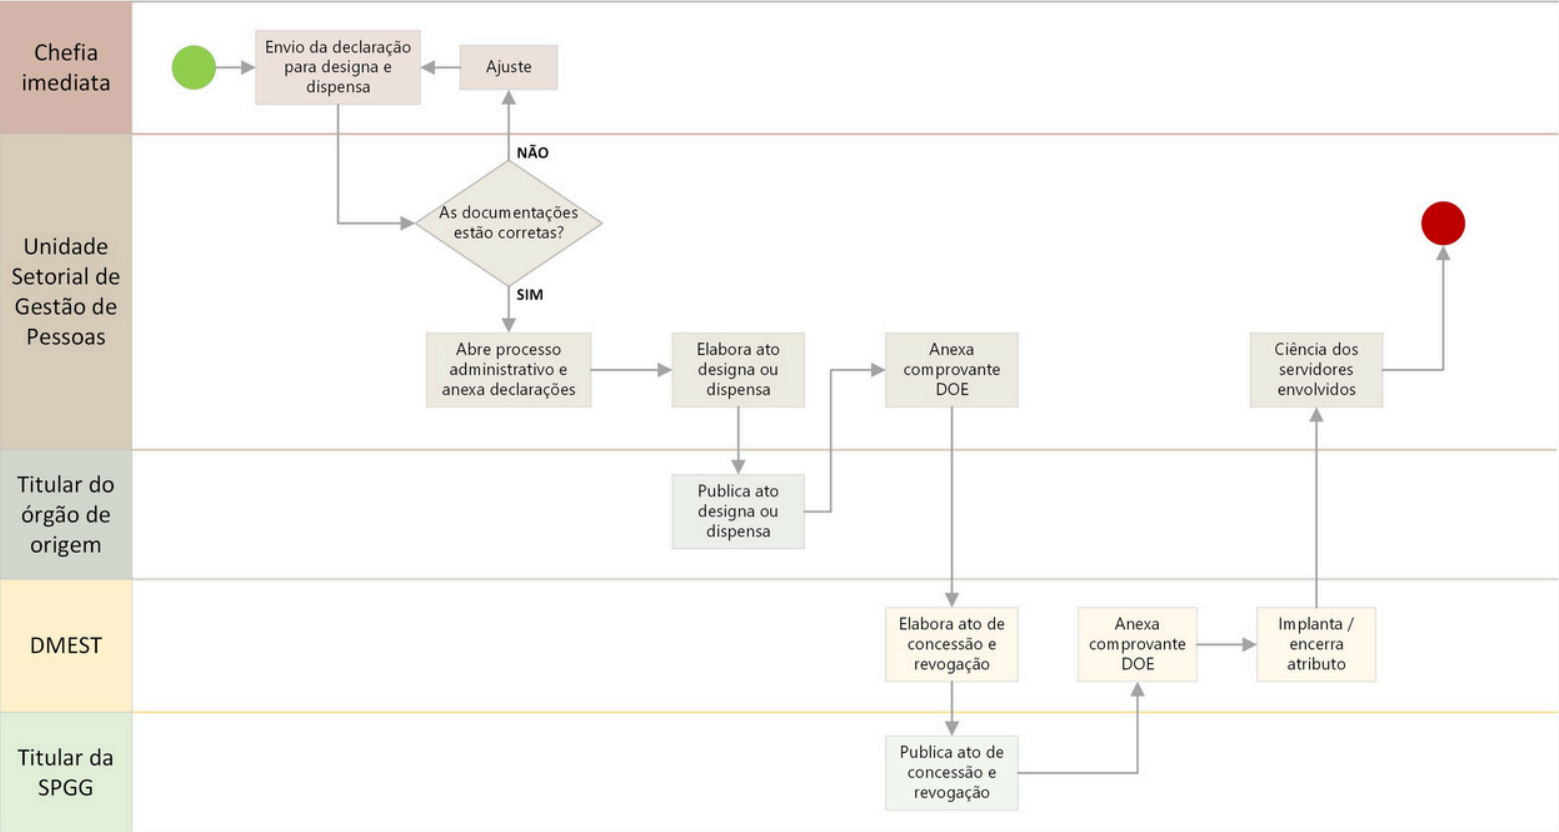 Chefia
imediata
Envio da declaração
para designa e
dispensa
Ajuste
NÃO
Unidade
Setorial de
Gestão de
Pessoas
As documentações
estão corretas?
SIM
Abre processo
administrativo e
anexa declarações
Elabora ato
designa ou
dispensa
Anexa
comprovante
DOE
Ciência dos
servidores
envolvidos
Titular do
órgão de
origem
Publica ato
designa ou
dispensa
DMEST
Elabora ato de
concessão e
revogação
Anexa
comprovante
DOE
Implanta /
encerra
atributo
Titular da
SPGG
Publica ato de
concessão e
revogação